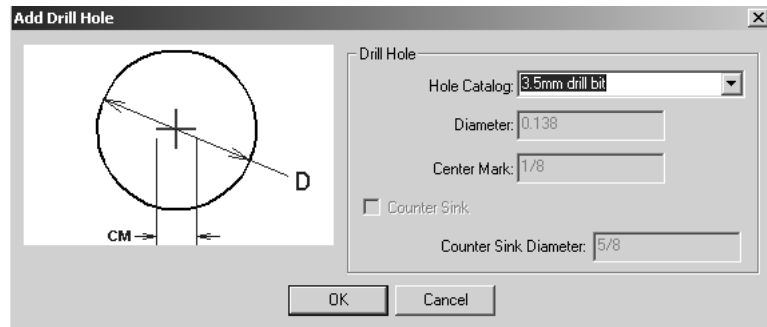 Add Drill Hole
Drill Hole
Hole Catalog: 3.5mm drill bit
Diameter: 0.138
Center Mark: 1/8
Counter Sink
Counter Sink Diameter: 5/8
D
CM
OK Cancel